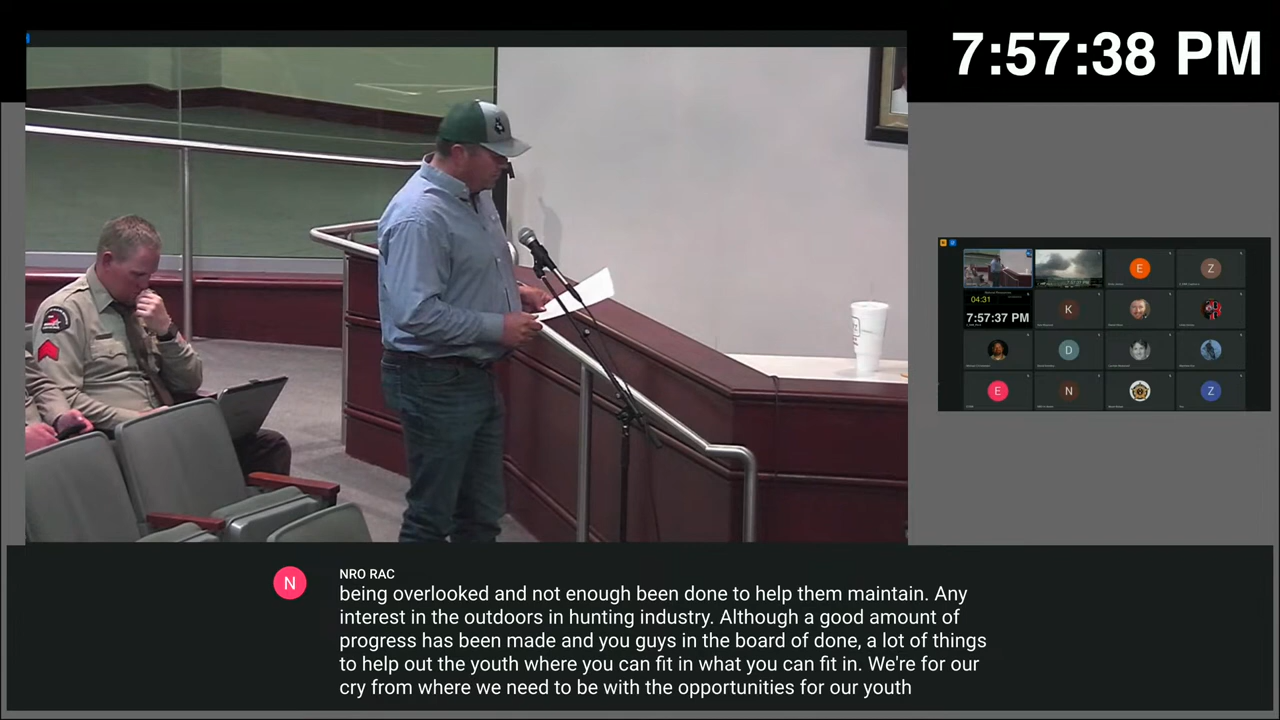 7:57:38 PM
04:31
7:57:37 PM
E
Z
K
D
E
N
Z
N
NRO RAC
being overlooked and not enough been done to help them maintain. Any
interest in the outdoors in hunting industry. Although a good amount of
progress has been made and you guys in the board of done, a lot of things
to help out the youth where you can fit in what you can fit in. We're for our
cry from where we need to be with the opportunities for our youth